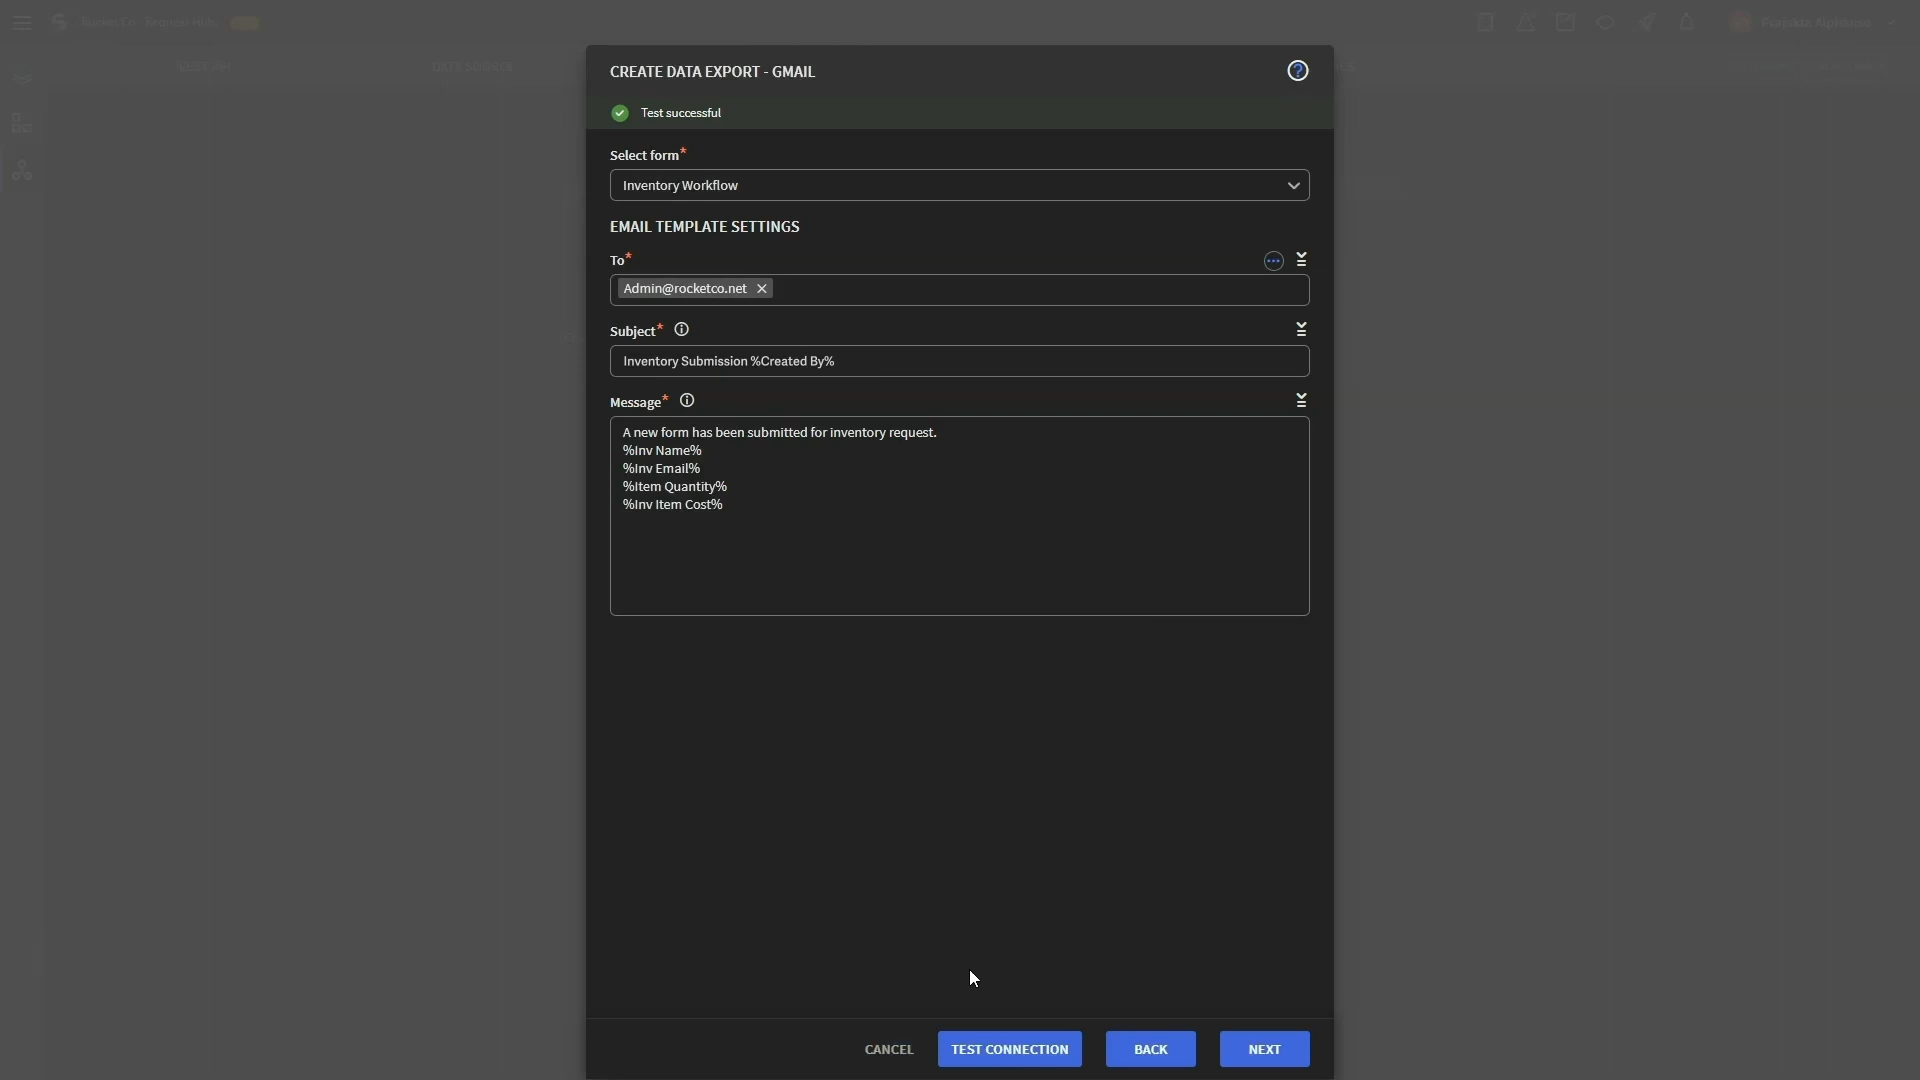 CREATE DATA EXPORT - GMAIL
Test successful
Select form*
Inventory Workflow
EMAIL TEMPLATE SETTINGS
To*
Admin@rocketco.net
Subject*
Inventory Submission %Created By%
Message*
A new form has been submitted for inventory request.
%Inv Name%
%Inv Email%
%Item Quantity%
%Inv Item Cost%
CANCEL
TEST CONNECTION
BACK
NEXT